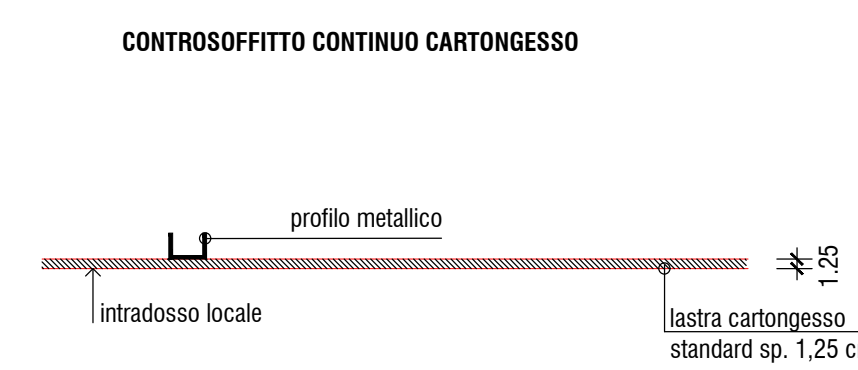 CONTROSOFFITTO CONTINUO CARTONGESSO
profilo metallico
1.25
intradosso locale
lastra cartongesso
standard sp. 1,25 c